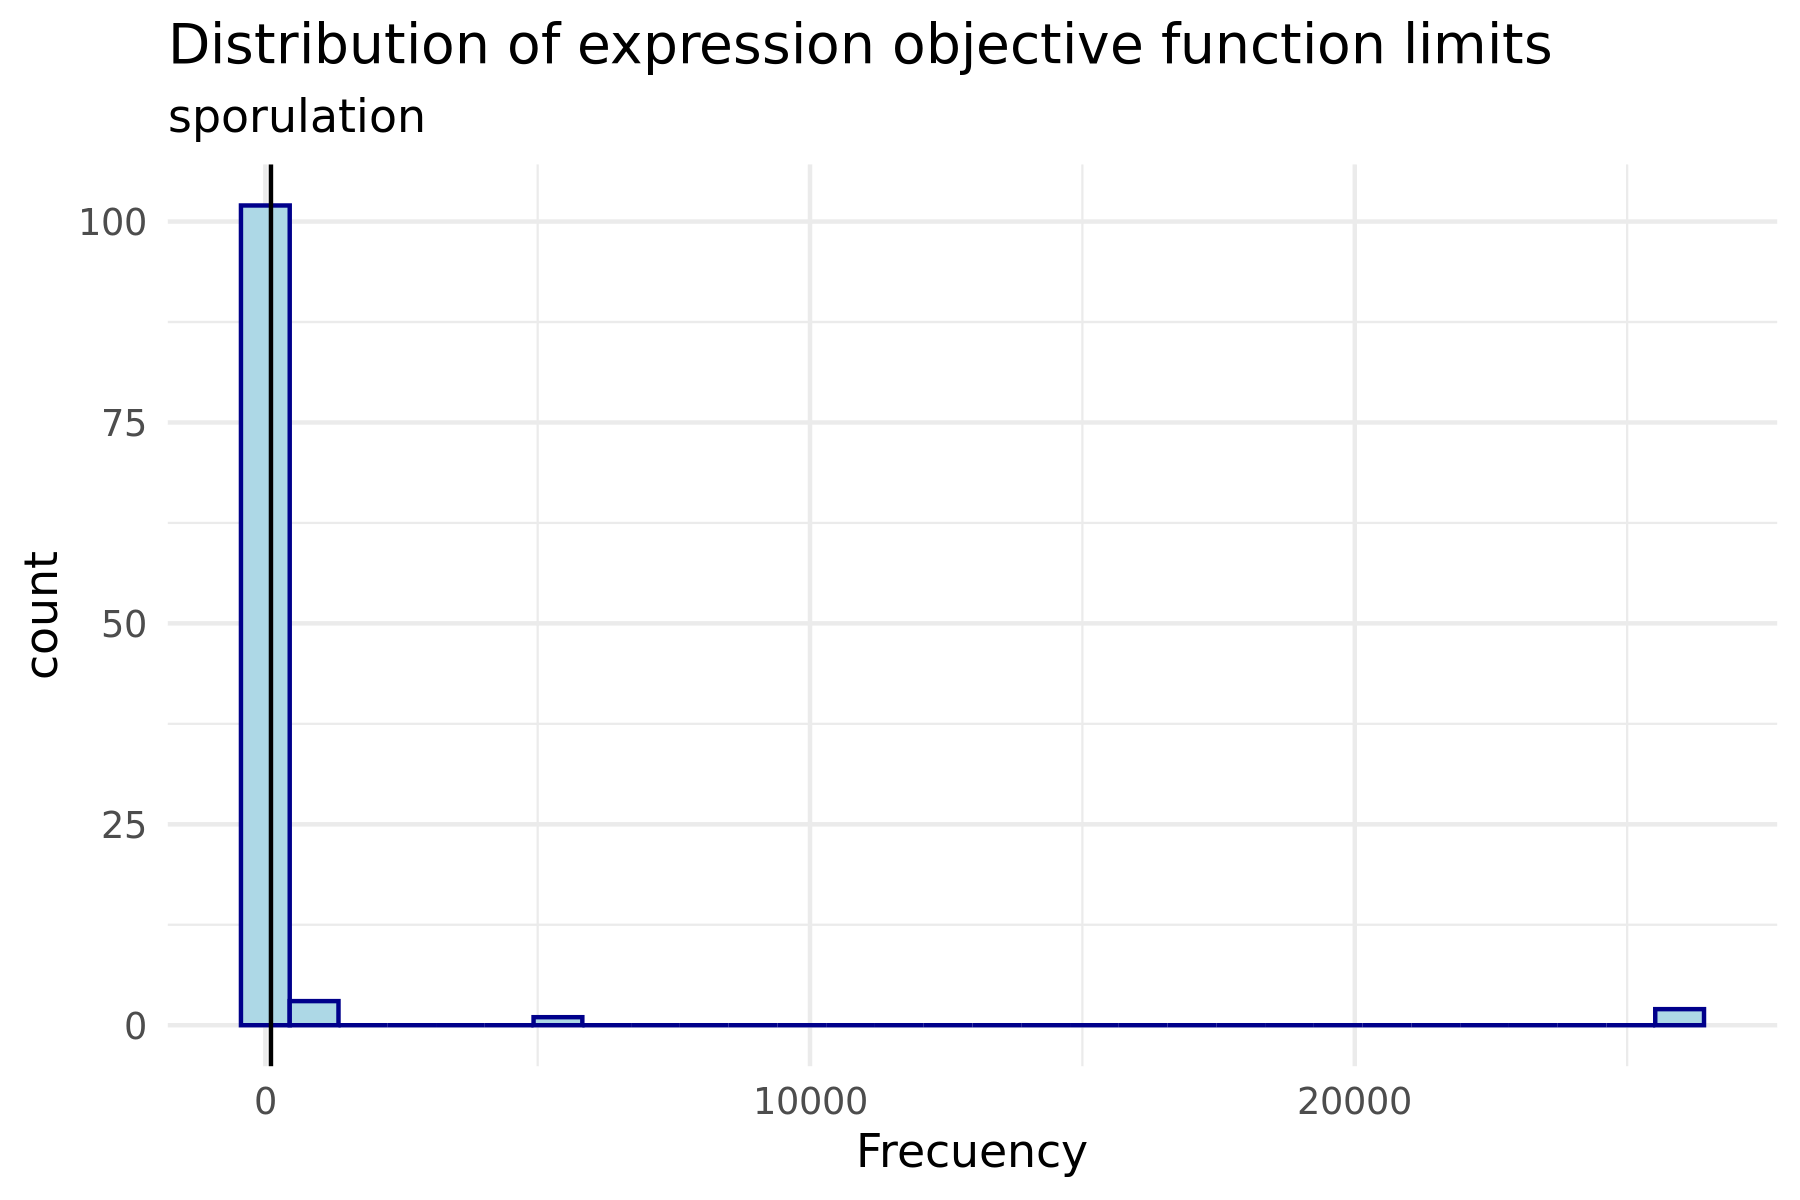 Distribution of expression objective function limits
sporulation
100
75
50
25
0
count
0 10000 20000
Frecuency